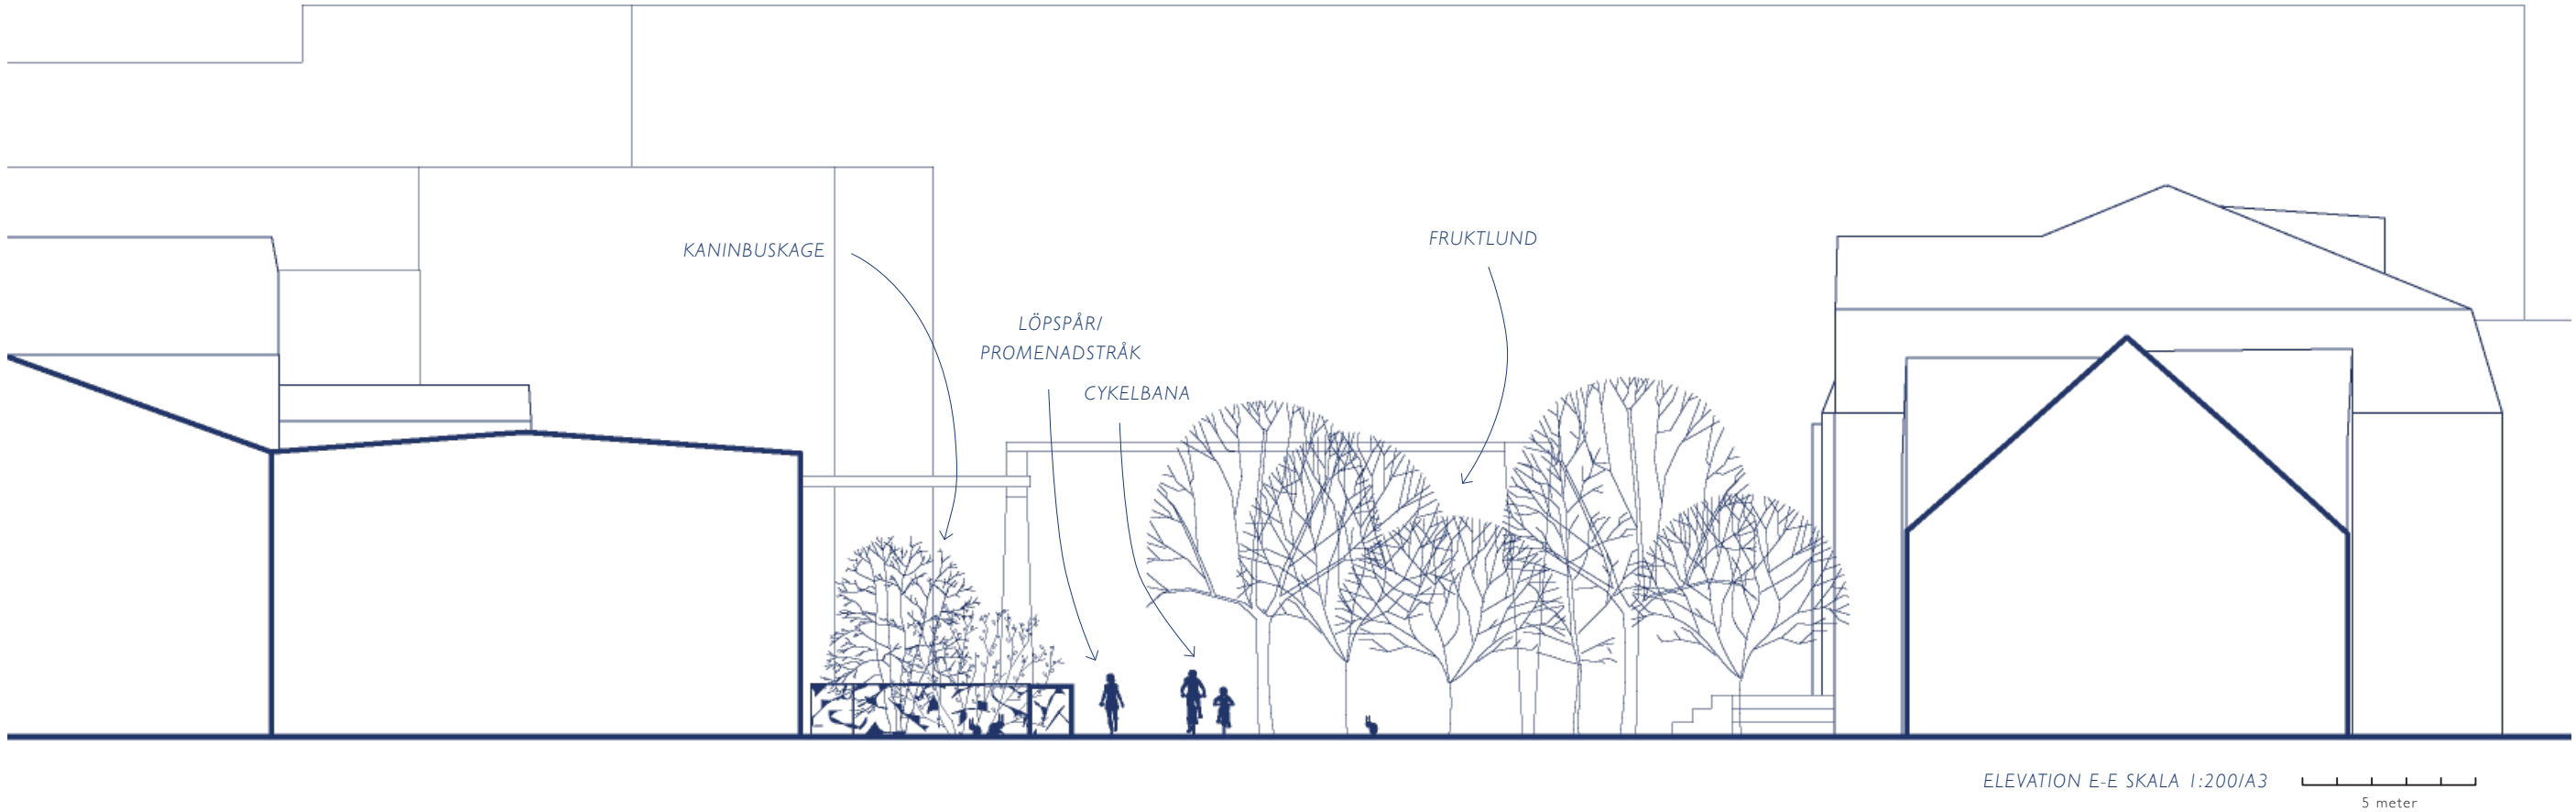 KANINBUSKAGE
FRUKTLUND
LÖPSPÅR/
PROMENADSTRÅK
CYKELBANA
ELEVATION E-E SKALA 1:200/A3
5 meter